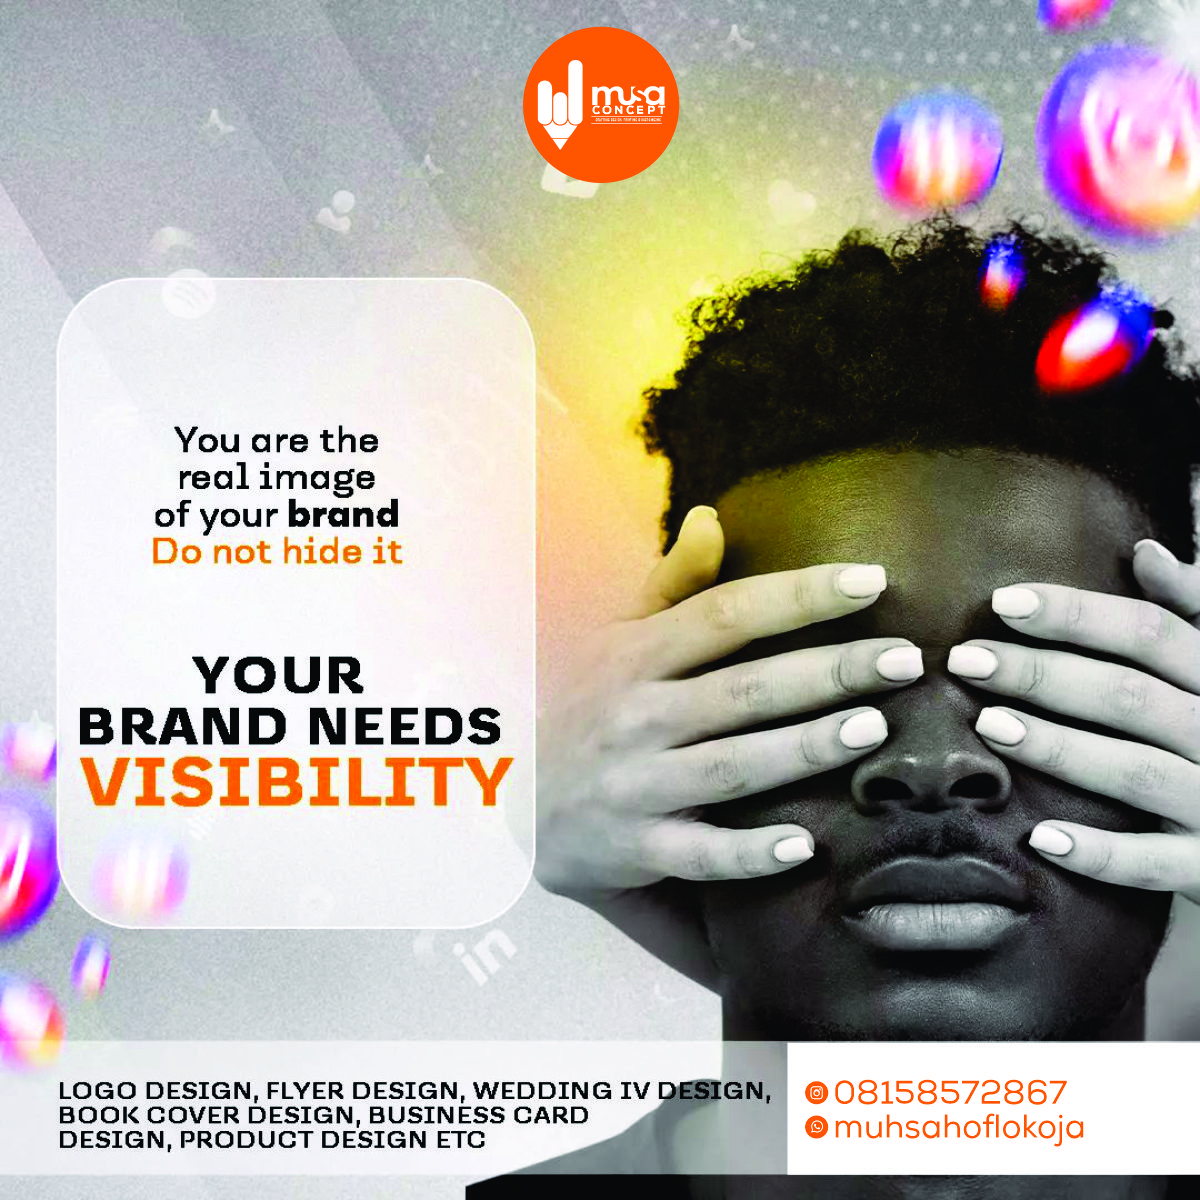 musa
CONCEPT
You are the
real image
of your brand
Do not hide it
YOUR
BRAND NEEDS
VISIBILITY
in
LOGO DESIGN, FLYER DESIGN, WEDDING IV DESIGN,
BOOK COVER DESIGN, BUSINESS CARD
DESIGN, PRODUCT DESIGN ETC
08158572867
muhsahoflokoja